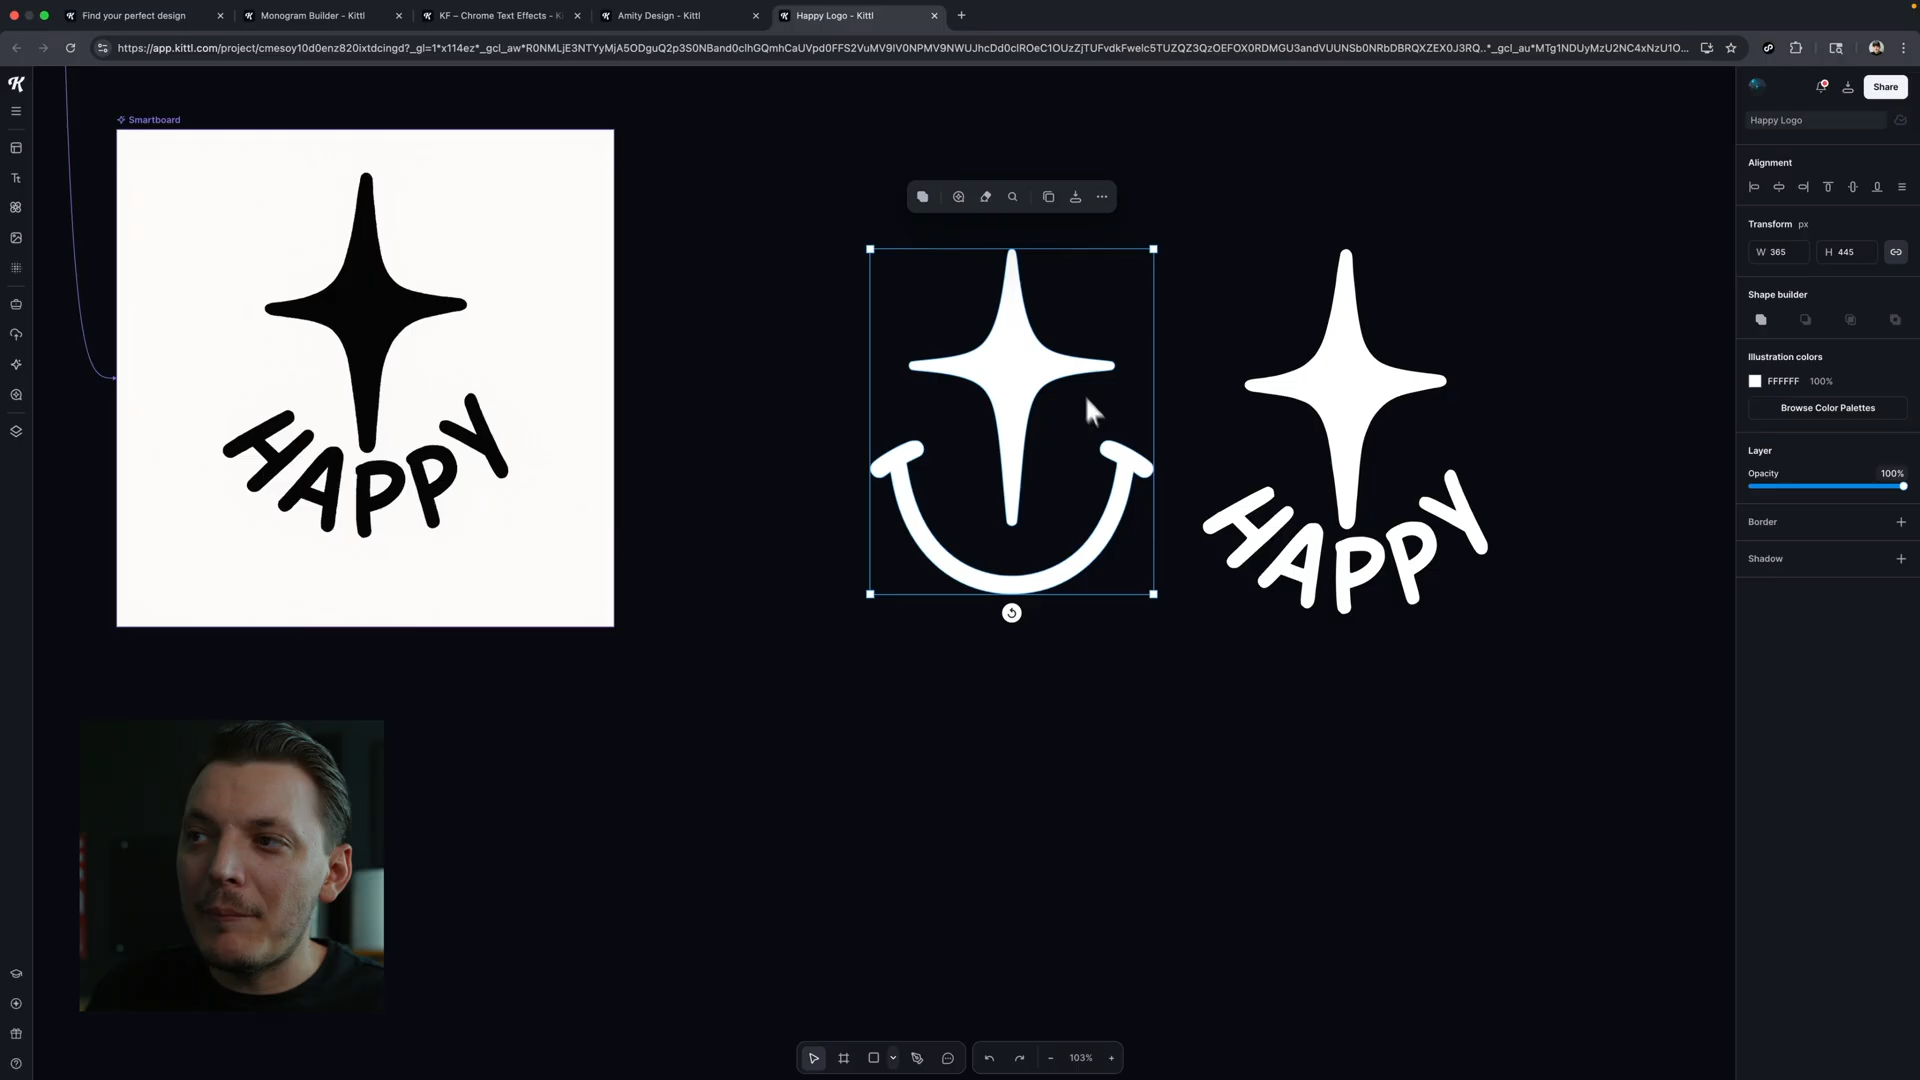 Find your perfect design
Monogram Builder - Kittl
KF – Chrome Text Effects - Ki
Amity Design - Kittl
Happy Logo - Kittl
Share
Happy Logo
Smartboard
HAPPY
HAPPY
Alignment
Transform px
W 365
H 445
Shape builder
Illustration colors
FFFFFF 100%
Browse Color Palettes
Layer
Opacity 100%
Border
Shadow
103%